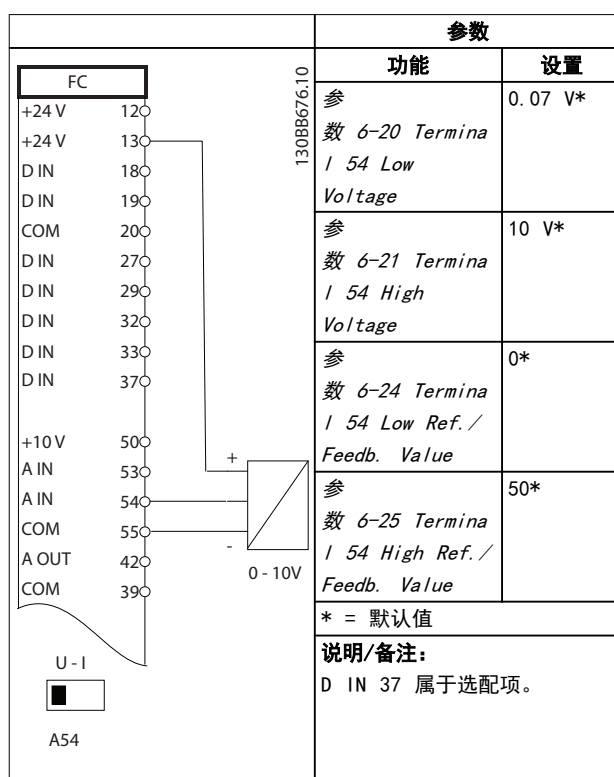 参数
功能
设置
FC
+24 V 12
+24 V 13
D IN 18
D IN 19
COM 20
D IN 27
D IN 29
D IN 32
D IN 33
D IN 37
+10 V 50
A IN 53
A IN 54
COM 55
A OUT 42
COM 39
+
-
0 - 10V
U - I
A54
130BB676.10
参
数 6-20 Termina
l 54 Low
Voltage
0.07 V*
参
数 6-21 Termina
l 54 High
Voltage
10 V*
参
数 6-24 Termina
l 54 Low Ref./
Feedb. Value
0*
参
数 6-25 Termina
l 54 High Ref./
Feedb. Value
50*
* = 默认值
说明/备注:
D IN 37 属于选配项。